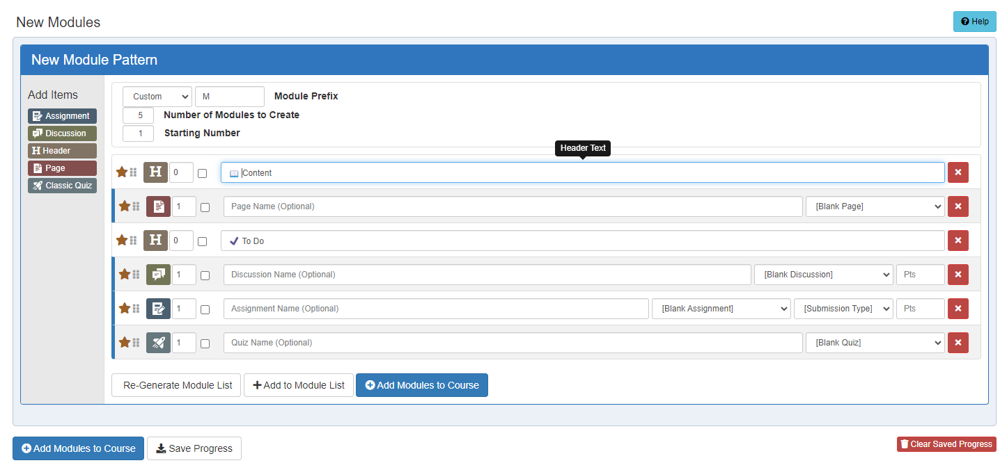 New Modules
Help
New Module Pattern
Add Items
Assignment
Discussion
Header
Page
Classic Quiz
Custom M Module Prefix
5 Number of Modules to Create
1 Starting Number
Header Text
H 0 📖 Content
1 Page Name (Optional) [Blank Page]
H 0 ✔ To Do
1 Discussion Name (Optional) [Blank Discussion] Pts
1 Assignment Name (Optional) [Blank Assignment] [Submission Type] Pts
1 Quiz Name (Optional) [Blank Quiz]
Re-Generate Module List Add to Module List Add Modules to Course
Add Modules to Course Save Progress Clear Saved Progress